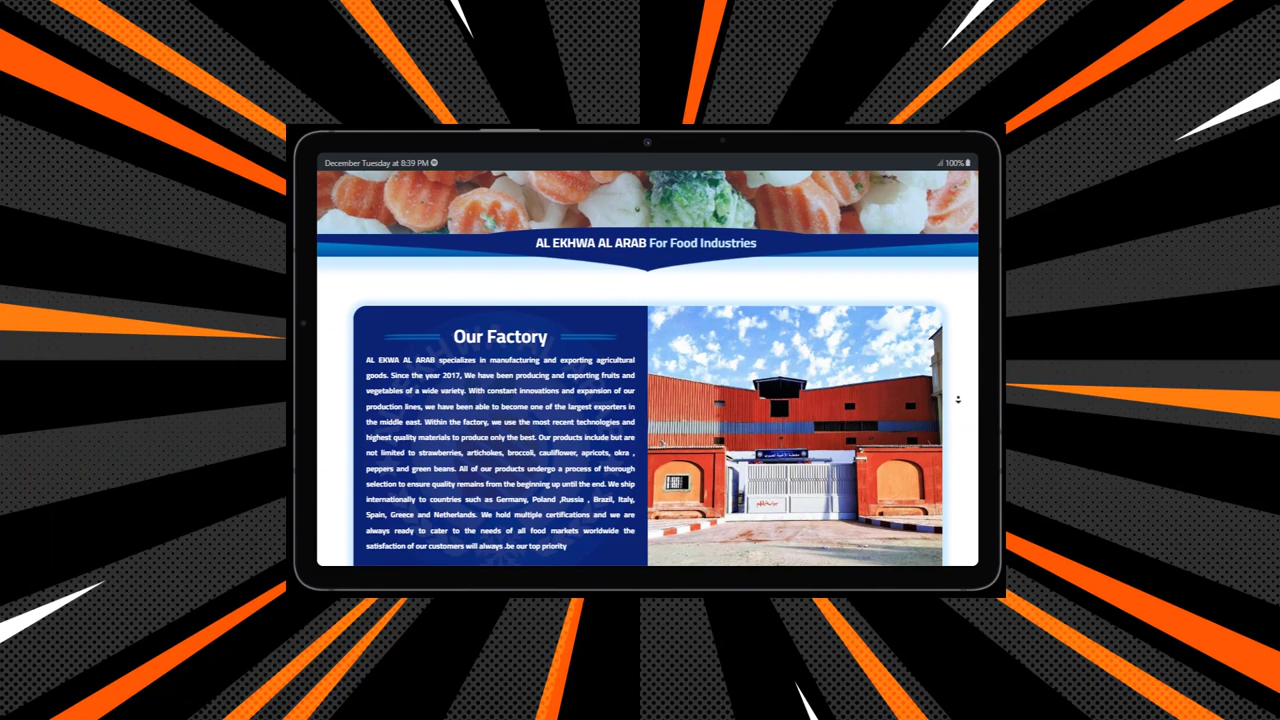 December Tuesday at 8:39 PM
100%
AL EKHWA AL ARAB For Food Industries
Our Factory
AL EKWA AL ARAB specializes in manufacturing and exporting agricultural
goods. Since the year 2017, We have been producing and exporting fruits and
vegetables of a wide variety. With constant innovations and expansion of our
production lines, we have been able to become one of the largest exporters in
the middle east. Within the factory, we use the most recent technologies and
highest quality materials to produce only the best. Our products include but are
not limited to strawberries, artichokes, broccoli, cauliflower, apricots, okra ,
peppers and green beans. All of our products undergo a process of thorough
selection to ensure quality remains from the beginning up until the end. We ship
internationally to countries such as Germany, Poland ,Russia , Brazil, Italy,
Spain, Greece and Netherlands. We hold multiple certifications and we are
always ready to cater to the needs of all food markets worldwide the
satisfaction of our customers will always .be our top priority